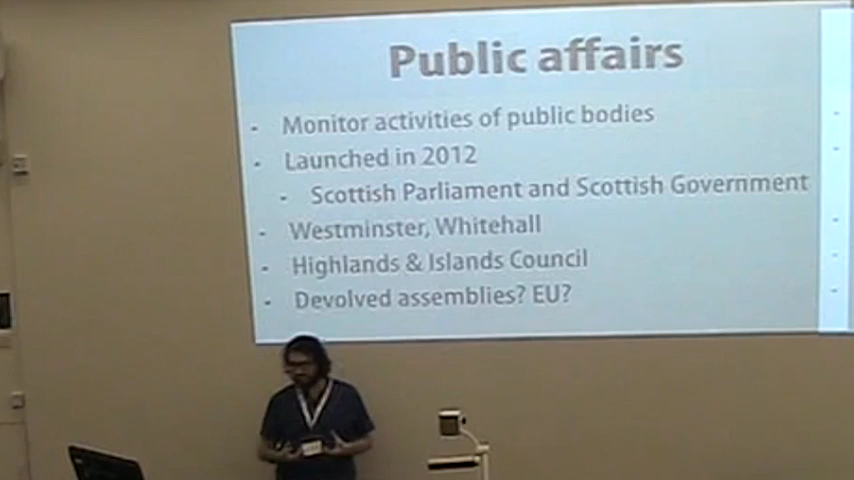 Public affairs
- Monitor activities of public bodies
- Launched in 2012
- Scottish Parliament and Scottish Government
- Westminster, Whitehall
- Highlands & Islands Council
- Devolved assemblies? EU?